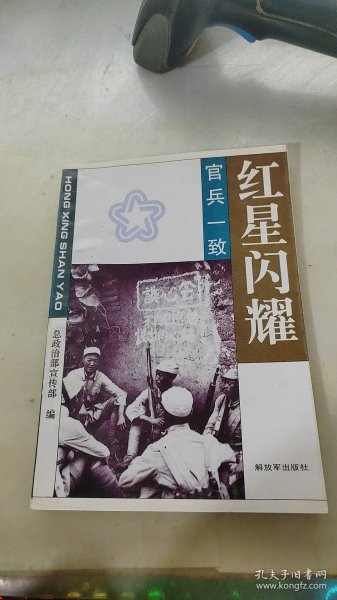 红星闪耀
官兵一致
HONG XING SHAN YAO
总政治部宣传部 编
解放军出版社
孔夫子旧书网
www.kongfz.com